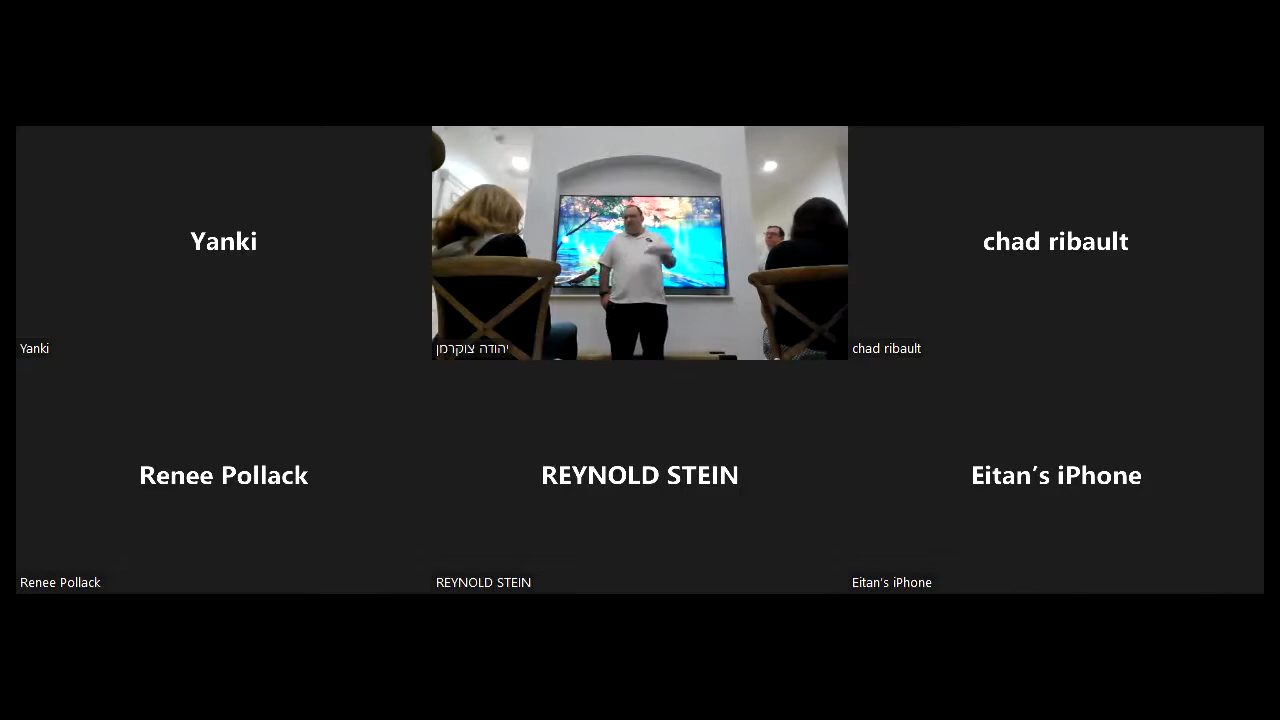 Yanki
chad ribault
Yanki
יהודה צוקרמן
chad ribault
Renee Pollack
REYNOLD STEIN
Eitan’s iPhone
Renee Pollack
REYNOLD STEIN
Eitan's iPhone